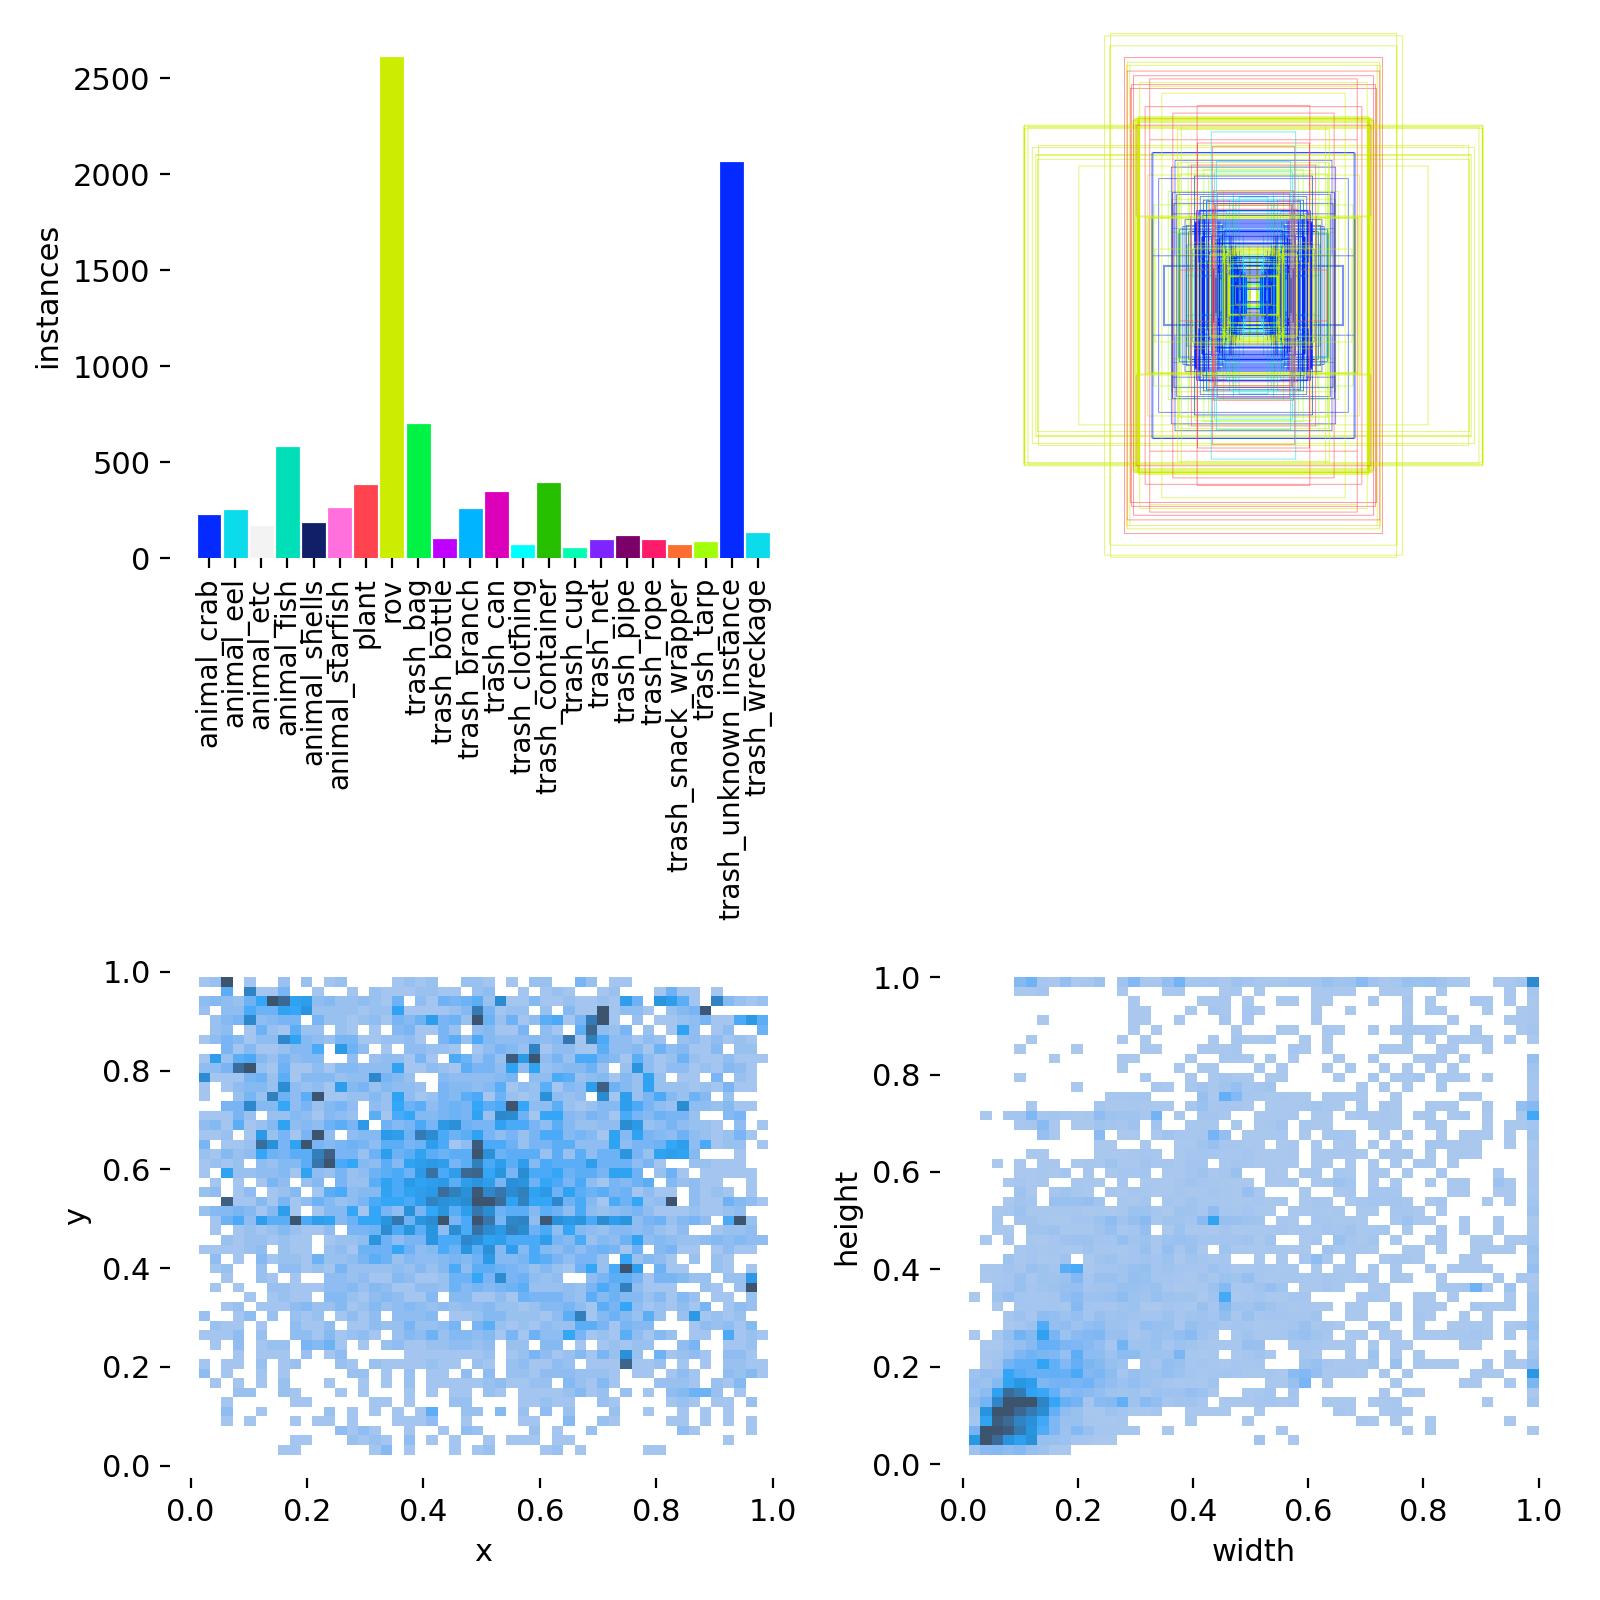 instances
2500
2000
1500
1000
500
0
animal_crab
animal_eel
animal_etc
animal_fish
animal_shells
animal_starfish
plant
rov
trash_bag
trash_bottle
trash_branch
trash_can
trash_clothing
trash_container
trash_cup
trash_net
trash_pipe
trash_rope
trash_snack_wrapper
trash_tarp
trash_unknown_instance
trash_wreckage
y
1.0
0.8
0.6
0.4
0.2
0.0
0.0 0.2 0.4 0.6 0.8 1.0
x
height
1.0
0.8
0.6
0.4
0.2
0.0
0.0 0.2 0.4 0.6 0.8 1.0
width